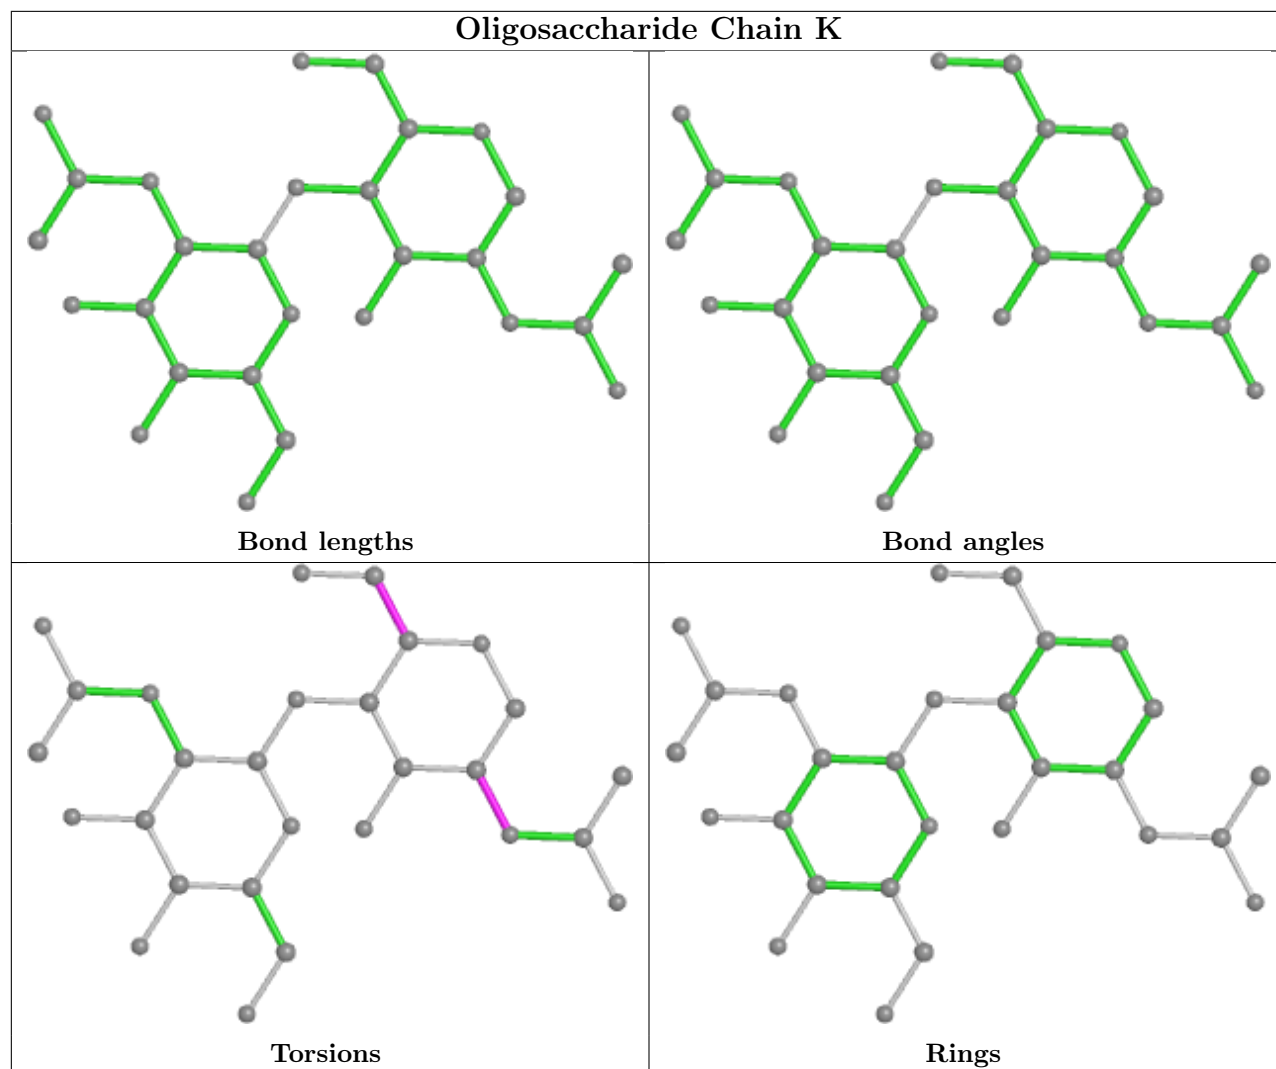 Oligosaccharide Chain K
Bond lengths
Bond angles
Torsions
Rings